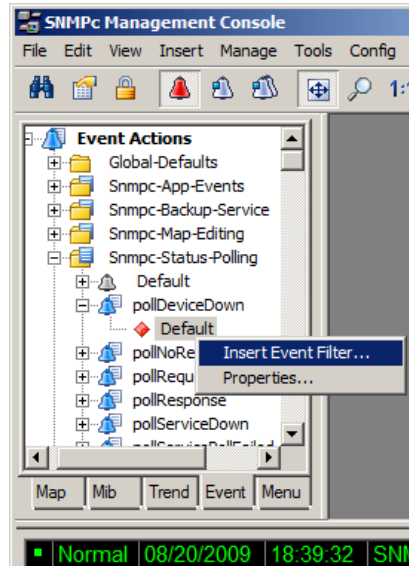 SNMPc Management Console
File Edit View Insert Manage Tools Config
Event Actions
Global-Defaults
Snmpc-App-Events
Snmpc-Backup-Service
Snmpc-Map-Editing
Snmpc-Status-Polling
Default
pollDeviceDown
Default
pollNoRe
Insert Event Filter...
pollRequ
Properties...
pollResponse
pollServiceDown
Map Mib Trend Event Menu
Normal 08/20/2009 18:39:32 SNM